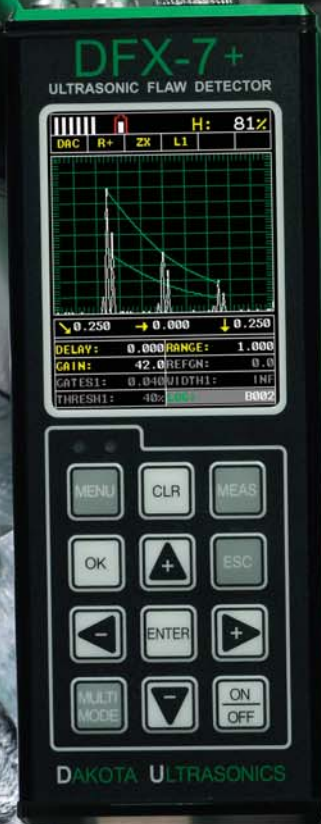 DFX-7+
ULTRASONIC FLAW DETECTOR
H: 81%
DAC R+ ZX L1
↘0.250 →0.000 ↓0.250
DELAY: 0.000 RANGE: 1.000
GAIN: 42.0 REFGN: 0.0
GATES1: 0.040 WIDTH1: INF
THRESH1: 40% LOC: B002
MENU CLR MEAS
OK + ESC
- ENTER +
MULTI MODE - ON OFF
DAKOTA ULTRASONICS